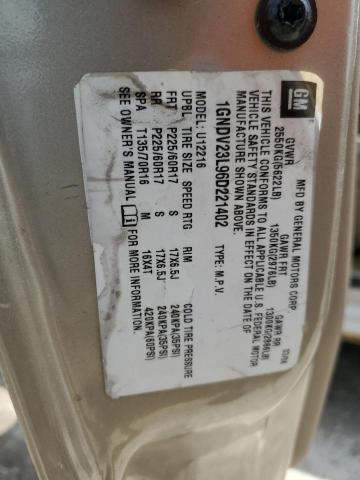 GM
MFD BY GENERAL MOTORS CORP
GVWR GAWR FRT GAWR RR
2550KG(5622LB) 1350KG(2976LB) 1300KG(2866LB)
THIS VEHICLE CONFORMS TO ALL APPLICABLE U.S. FEDERAL MOTOR
VEHICLE SAFETY STANDARDS IN EFFECT ON THE DATE OF
MANUFACTURE SHOWN ABOVE.
1GNDV23L96D221402 TYPE: M.P.V.
MODEL: U12216
UPBL TIRE SIZE SPEED RTG RIM COLD TIRE PRESSURE
FRT P225/60R17 S 17X6.5J 240KPA(35PSI)
RR P225/60R17 S 17X6.5J 240KPA(35PSI)
SPA T135/70R16 M 16X4T 420KPA(60PSI)
SEE OWNER'S MANUAL i FOR MORE INFORMATION.